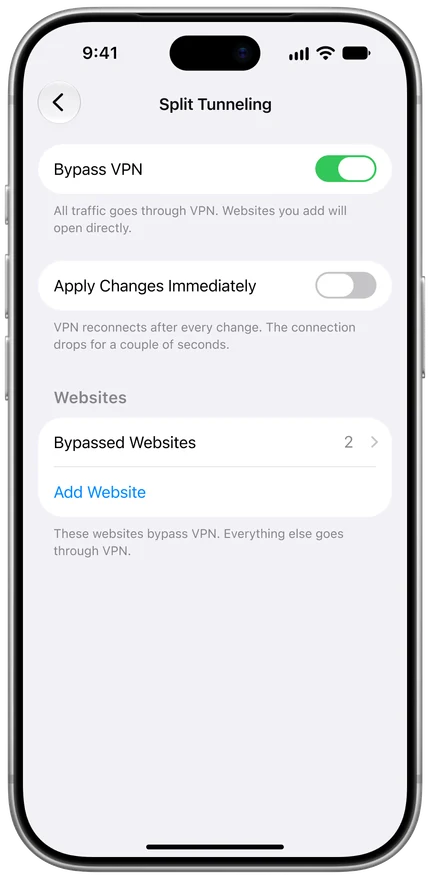 9:41
Split Tunneling
Bypass VPN
All traffic goes through VPN. Websites you add will
open directly.
Apply Changes Immediately
VPN reconnects after every change. The connection
drops for a couple of seconds.
Websites
Bypassed Websites 2
Add Website
These websites bypass VPN. Everything else goes
through VPN.